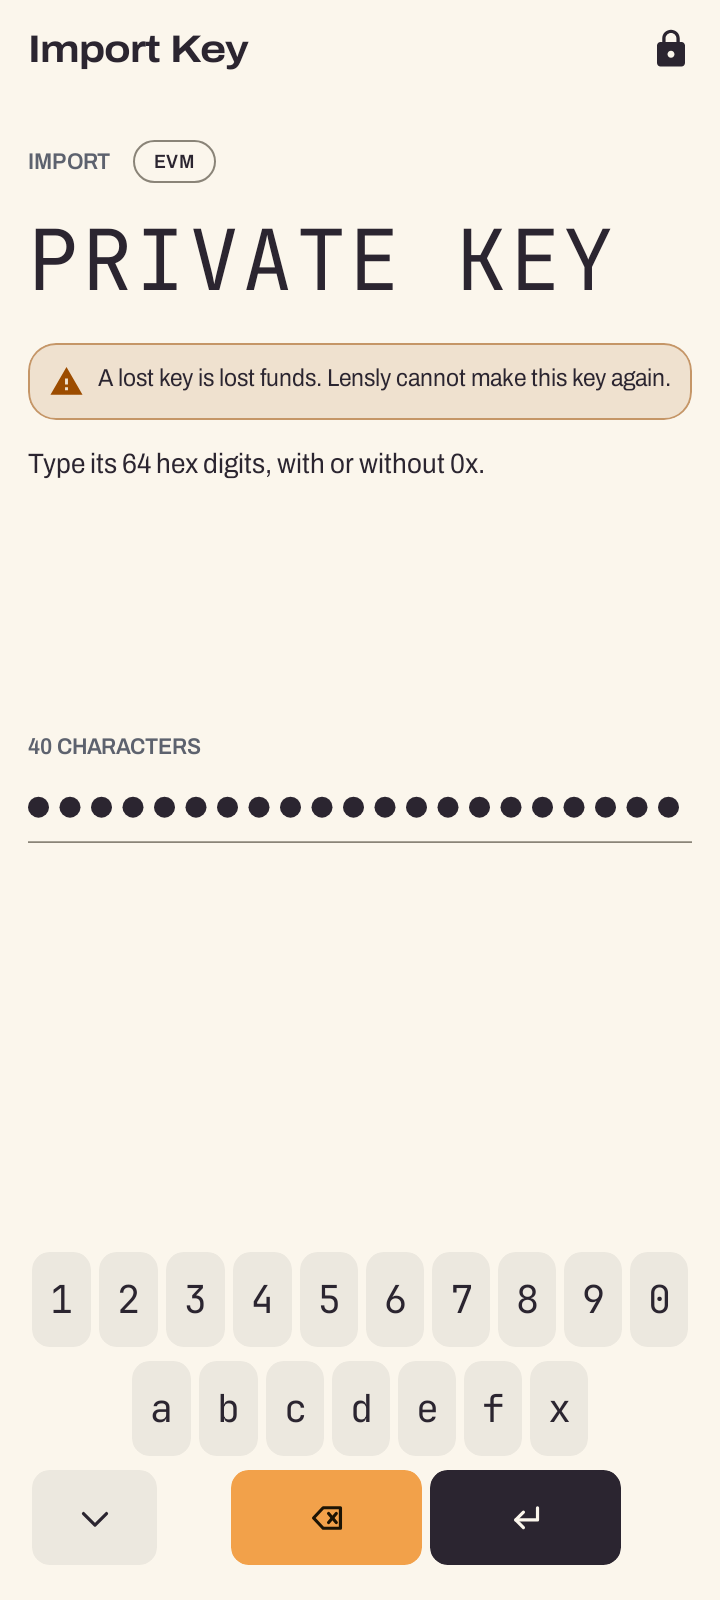 Import Key
IMPORT EVM
PRIVATE KEY
A lost key is lost funds. Lensly cannot make this key again.
Type its 64 hex digits, with or without 0x.
40 CHARACTERS
1 2 3 4 5 6 7 8 9 0
a b c d e f x